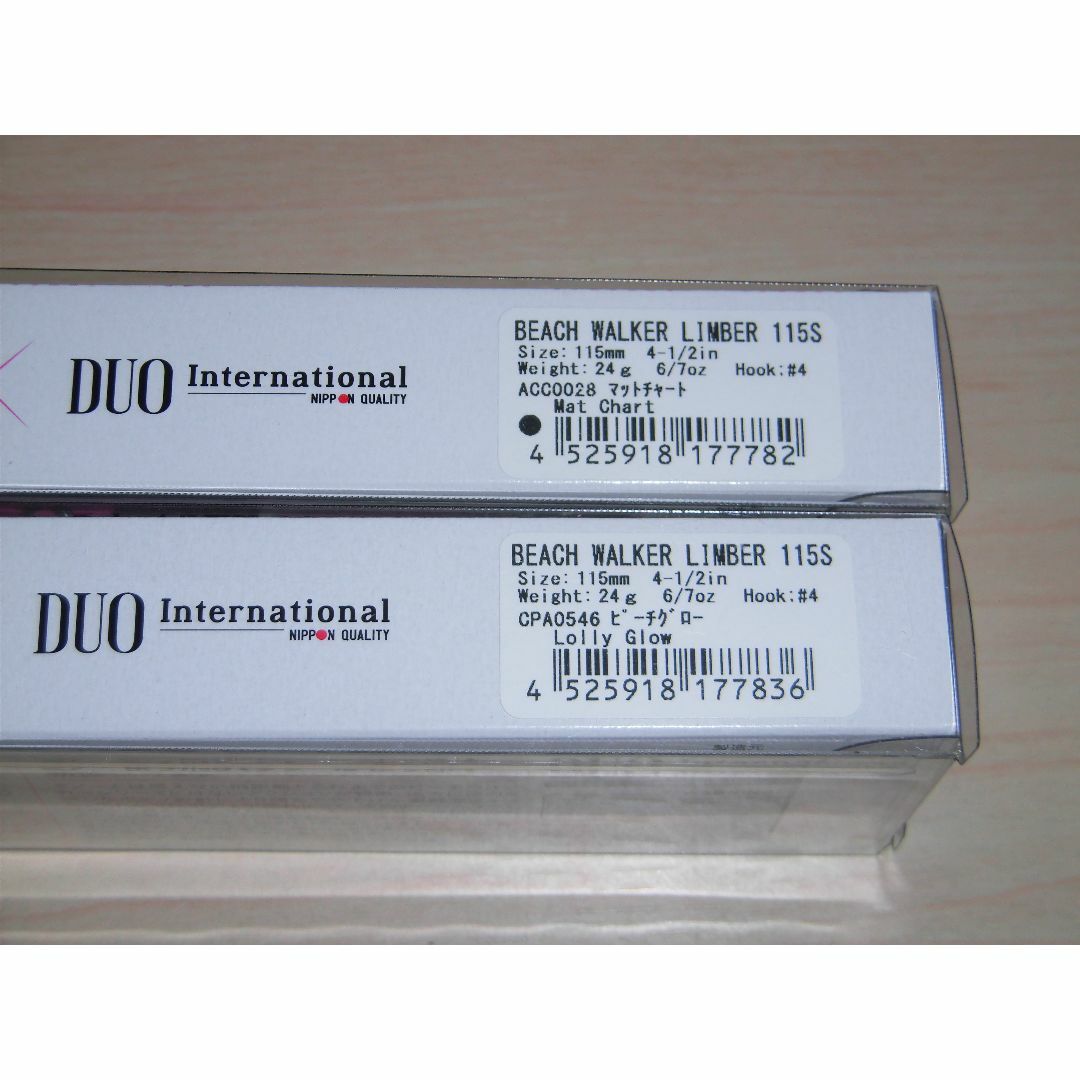 DUO International
NIPPON QUALITY
BEACH WALKER LIMBER 115S
Size: 115mm 4-1/2in
Weight: 24g 6/7oz Hook:#4
ACC0028 マットチャート
Mat Chart
4 525918 177782
DUO International
NIPPON QUALITY
BEACH WALKER LIMBER 115S
Size: 115mm 4-1/2in
Weight: 24g 6/7oz Hook:#4
CPA0546 ビーチグロー
Lolly Glow
4 525918 177836